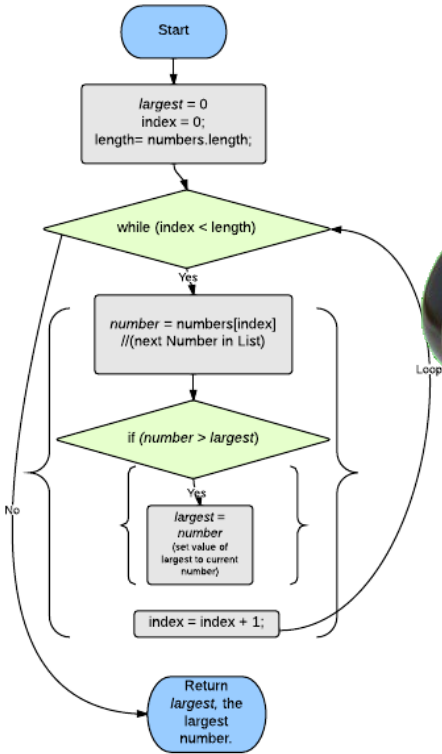 Start
largest = 0
index = 0;
length= numbers.length;
while (index < length)
Yes
number = numbers[index]
//(next Number in List)
Loop
if (number > largest)
Yes
largest =
number
(set value of
largest to current
number)
No
index = index + 1;
Return
largest, the
largest
number.